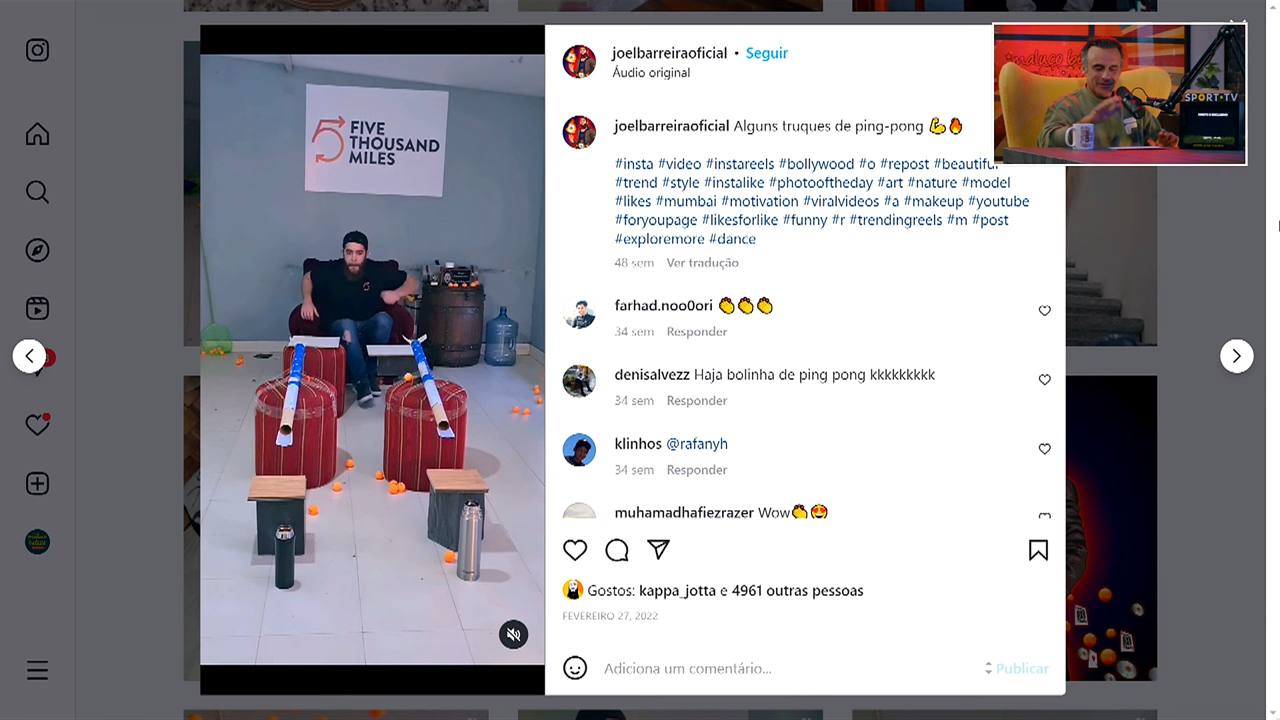 FIVE
THOUSAND
MILES
joelbarreiraoficial • Seguir
Áudio original
joelbarreiraoficial Alguns truques de ping-pong 💪🔥
#insta #video #instareels #bollywood #o #repost #beautiful
#trend #style #instalike #photooftheday #art #nature #model
#likes #mumbai #motivation #viralvideos #a #makeup #youtube
#foryoupage #likesforlike #funny #r #trendingreels #m #post
#exploremore #dance
48 sem Ver tradução
farhad.noo0ori 👏👏👏
34 sem Responder
denisalvezz Haja bolinha de ping pong kkkkkkkkk
34 sem Responder
klinhos @rafanyh
34 sem Responder
muhamadhafiezrazer Wow👏😍
Gostos: kappa_jotta e 4961 outras pessoas
FEVEREIRO 27, 2022
Adiciona um comentário...
Publicar
SPORT•TV